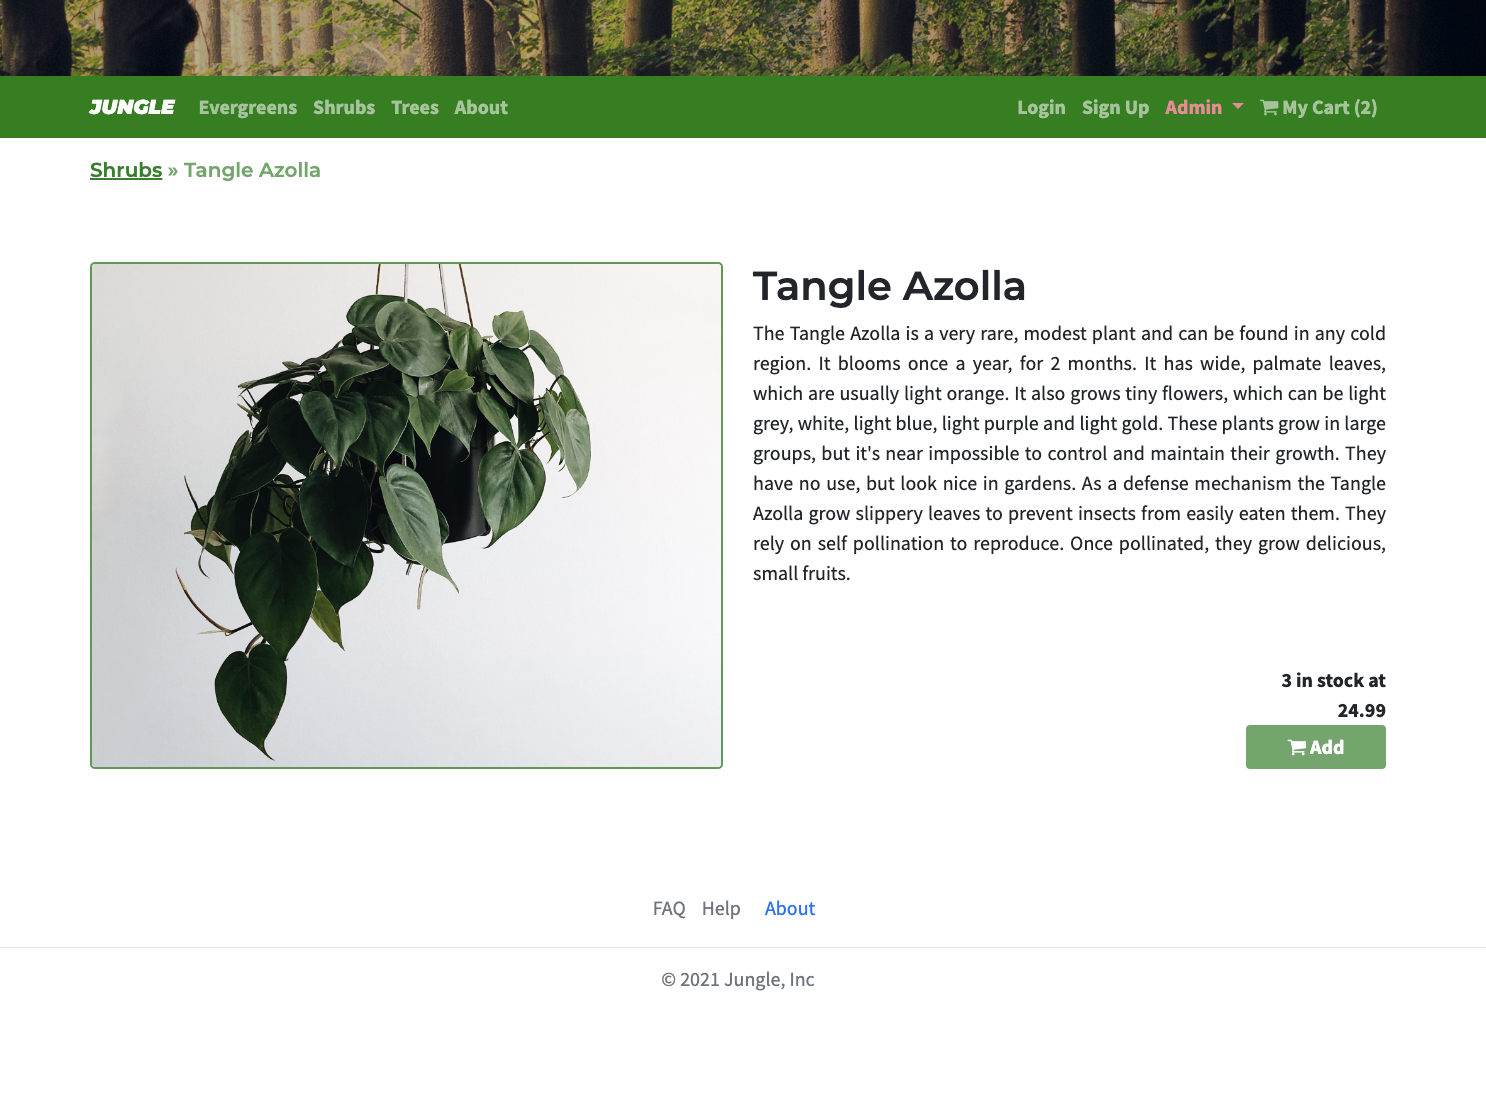 JUNGLE Evergreens Shrubs Trees About Login Sign Up Admin My Cart (2)
Shrubs » Tangle Azolla
Tangle Azolla
The Tangle Azolla is a very rare, modest plant and can be found in any cold
region. It blooms once a year, for 2 months. It has wide, palmate leaves,
which are usually light orange. It also grows tiny flowers, which can be light
grey, white, light blue, light purple and light gold. These plants grow in large
groups, but it's near impossible to control and maintain their growth. They
have no use, but look nice in gardens. As a defense mechanism the Tangle
Azolla grow slippery leaves to prevent insects from easily eaten them. They
rely on self pollination to reproduce. Once pollinated, they grow delicious,
small fruits.
3 in stock at
24.99
Add
FAQ Help About
© 2021 Jungle, Inc